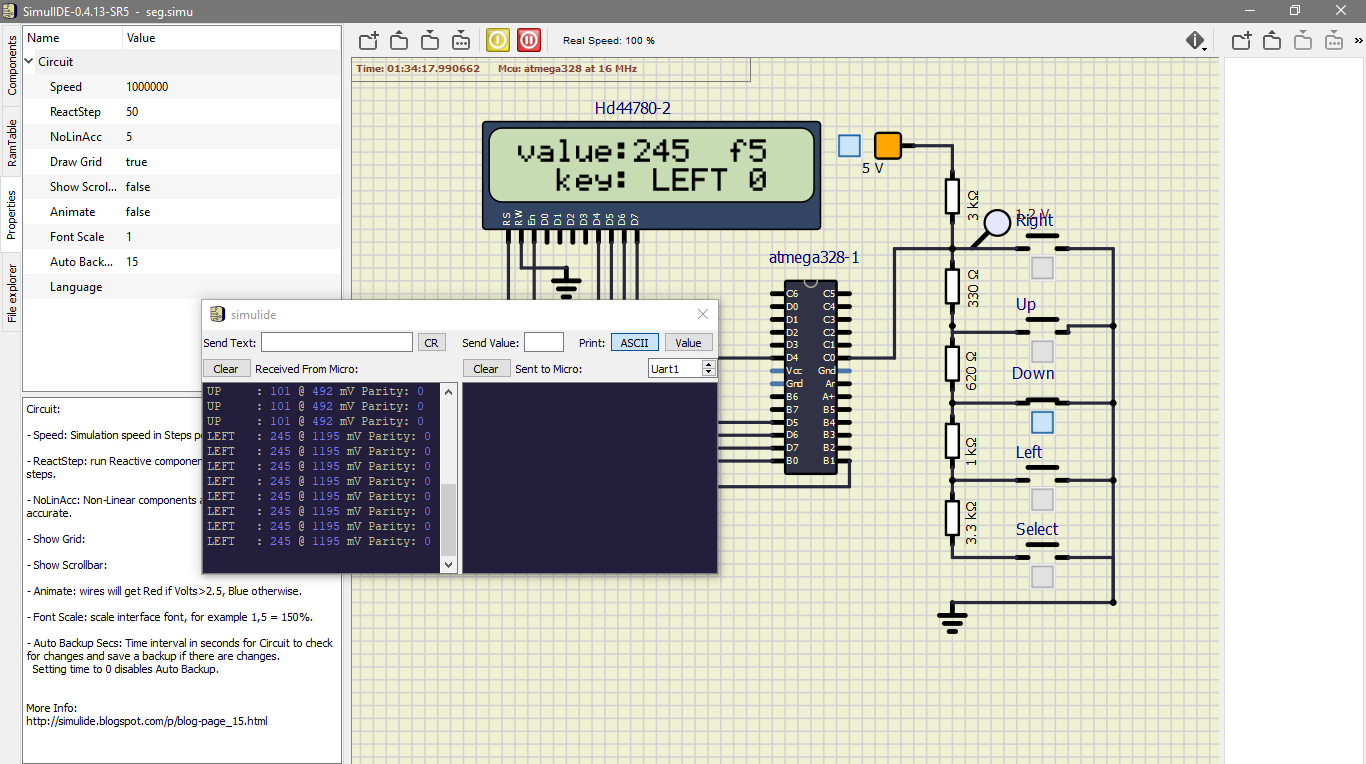 SimulIDE-0.4.13-SR5 - seg.simu
Components
RamTable
Properties
File explorer
Name Value
Circuit
Speed 1000000
ReactStep 50
NoLinAcc 5
Draw Grid true
Show Scrol... false
Animate false
Font Scale 1
Auto Back... 15
Language
Circuit:
- Speed: Simulation speed in Steps p
- ReactStep: run Reactive componen
steps.
- NoLinAcc: Non-Linear components a
accurate.
- Show Grid:
- Show Scrollbar:
- Animate: wires will get Red if Volts>2.5, Blue otherwise.
- Font Scale: scale interface font, for example 1,5 = 150%.
- Auto Backup Secs: Time interval in seconds for Circuit to check
for changes and save a backup if there are changes.
Setting time to 0 disables Auto Backup.
More Info:
http://simulide.blogspot.com/p/blog-page_15.html
Real Speed: 100 %
»
Time: 01:34:17.990662 Mcu: atmega328 at 16 MHz
Hd44780-2
value:245 f5
key: LEFT 0
RS RW En D0 D1 D2 D3 D4 D5 D6 D7
5 V
3 kΩ
1.2 V
Right
330 Ω
Up
620 Ω
Down
1 kΩ
Left
3.3 kΩ
Select
atmega328-1
C6 C5
D0 C4
D1 C3
D2 C2
D3 C1
D4 C0
Vcc Gnd
Gnd Ar
B6 A+
B7 B5
D5 B4
D6 B3
D7 B2
B0 B1
simulide
Send Text: CR Send Value: Print: ASCII Value
Clear Received From Micro: Clear Sent to Micro: Uart1
UP : 101 @ 492 mV Parity: 0
UP : 101 @ 492 mV Parity: 0
UP : 101 @ 492 mV Parity: 0
LEFT : 245 @ 1195 mV Parity: 0
LEFT : 245 @ 1195 mV Parity: 0
LEFT : 245 @ 1195 mV Parity: 0
LEFT : 245 @ 1195 mV Parity: 0
LEFT : 245 @ 1195 mV Parity: 0
LEFT : 245 @ 1195 mV Parity: 0
LEFT : 245 @ 1195 mV Parity: 0
LEFT : 245 @ 1195 mV Parity: 0